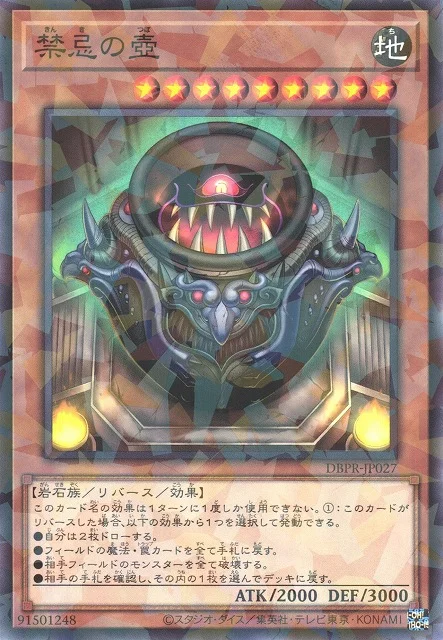 禁忌の壺
地
DBPR-JP027
【岩石族/リバース/効果】
このカード名の効果は1ターンに1度しか使用できない。①:このカードが
リバースした場合、以下の効果から1つを選択して発動できる。
●自分は2枚ドローする。
●フィールドの魔法・罠カードを全て手札に戻す。
●相手フィールドのモンスターを全て破壊する。
●相手の手札を確認し、その内の1枚を選んでデッキに戻す。
ATK/2000 DEF/3000
91501248 ©スタジオ・ダイス/集英社・テレビ東京・KONAMI